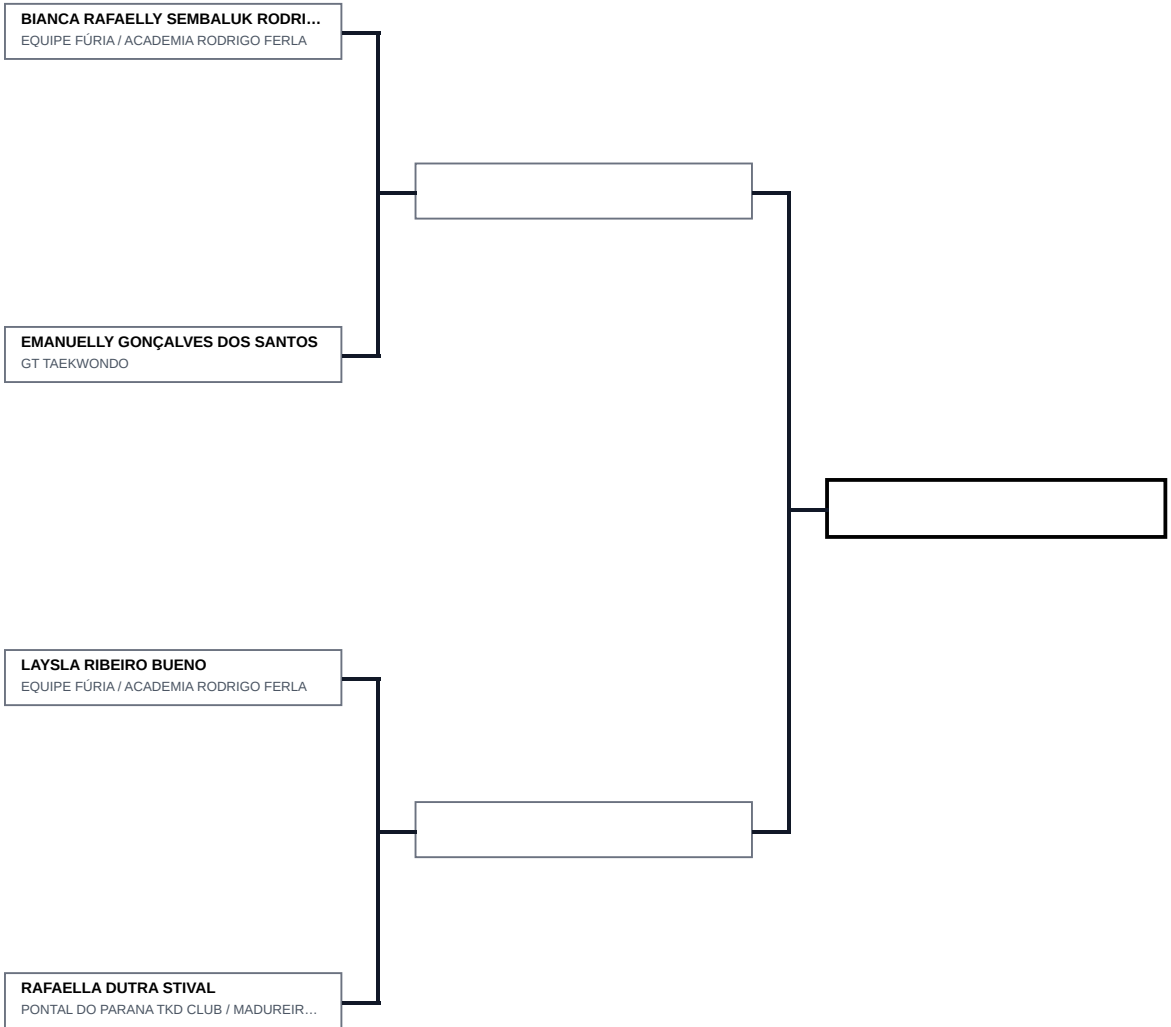 BIANCA RAFAELLY SEMBALUK RODRI...
EQUIPE FÚRIA / ACADEMIA RODRIGO FERLA
EMANUELLY GONÇALVES DOS SANTOS
GT TAEKWONDO
LAYSLA RIBEIRO BUENO
EQUIPE FÚRIA / ACADEMIA RODRIGO FERLA
RAFAELLA DUTRA STIVAL
PONTAL DO PARANA TKD CLUB / MADUREIR...